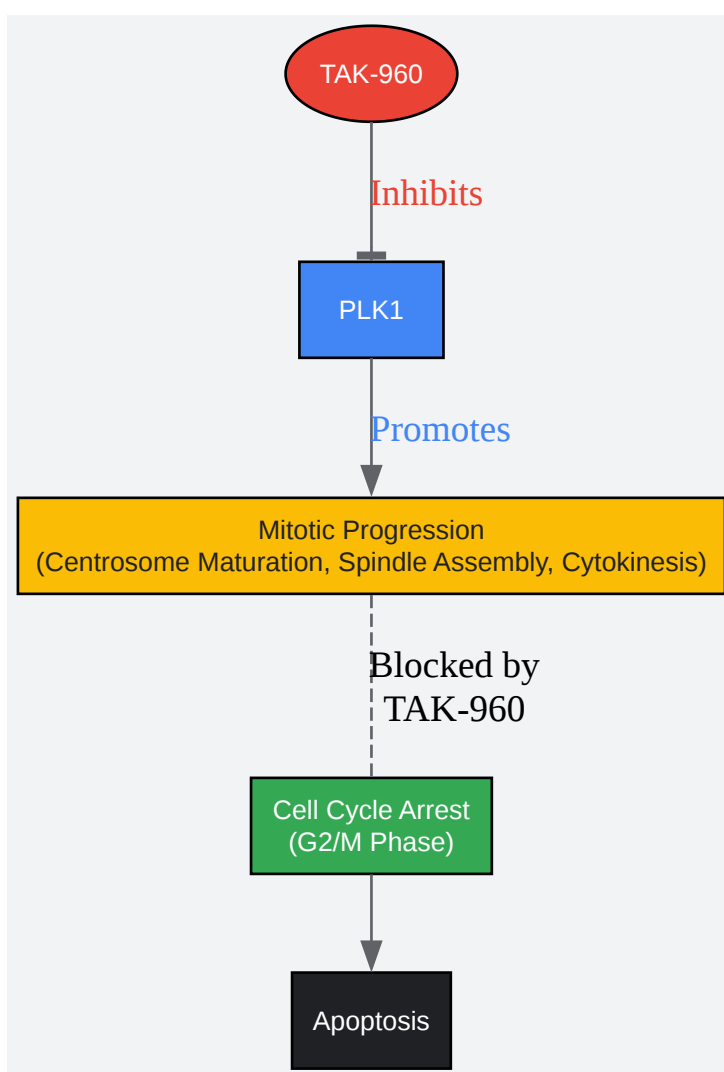 TAK-960
Inhibits
PLK1
Promotes
Mitotic Progression
(Centrosome Maturation, Spindle Assembly, Cytokinesis)
Blocked by
TAK-960
Cell Cycle Arrest
(G2/M Phase)
Apoptosis